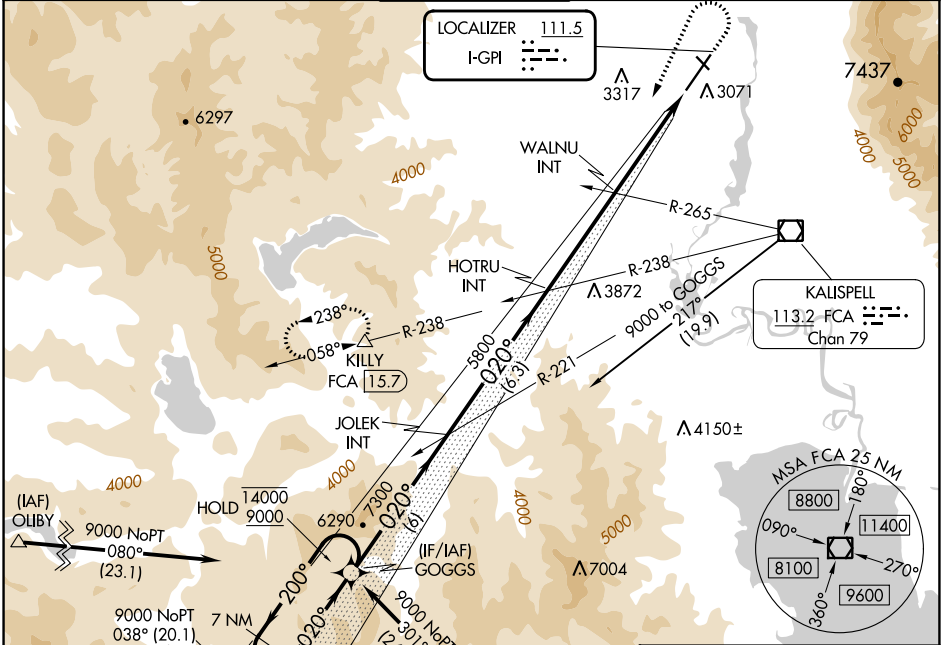 LOCALIZER 111.5
I-GPI
3317
3071
7437
6297
6000
4000
5000
4000
WALNU
INT
R-265
5000
HOTRU
INT
R-238
3872
9000 to GOGGS
217°
(19.9)
KALISPELL
113.2 FCA
Chan 79
238°
R-238
058°
KILLY
FCA 15.7
5800
020°
(6.3)
R-221
JOLEK
INT
4150±
4000
4000
4000
5000
MSA FCA 25 NM
8800
180°
090°
11400
8100
270°
9600
360°
(IAF)
OLIBY
HOLD
14000
9000
6290
7300
020°
(6)
9000 NoPT
080°
(23.1)
(IF/IAF)
GOGGS
7004
200°
9000 NoPT
038° (20.1)
7 NM
020°
9000 NoPT
301°